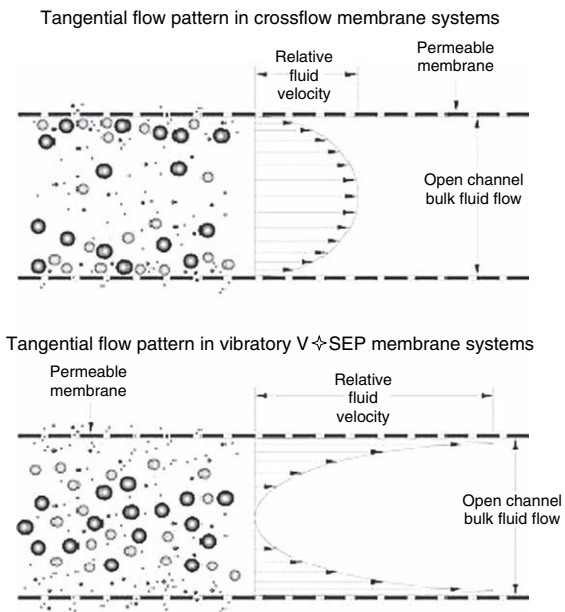 Tangential flow pattern in crossflow membrane systems
Relative
fluid
velocity
Permeable
membrane
Open channel
bulk fluid flow
Tangential flow pattern in vibratory V✧SEP membrane systems
Permeable
membrane
Relative
fluid
velocity
Open channel
bulk fluid flow